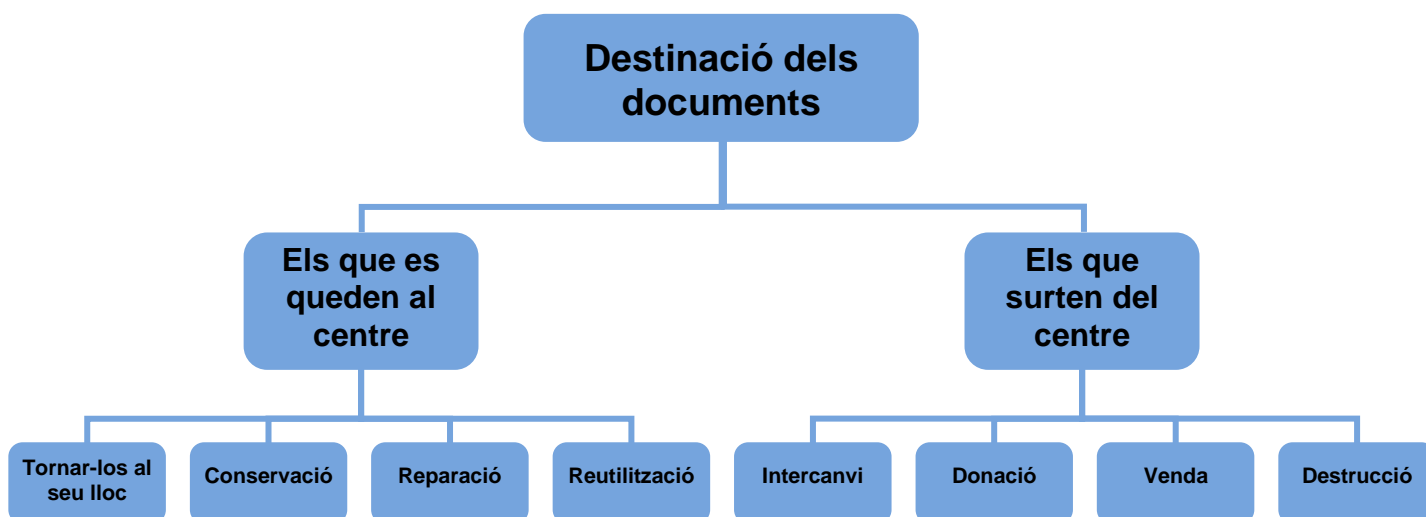 Destinació dels
documents
Els que es
queden al
centre
Els que
surten del
centre
Tornar-los al
seu lloc
Conservació
Reparació
Reutilització
Intercanvi
Donació
Venda
Destrucció